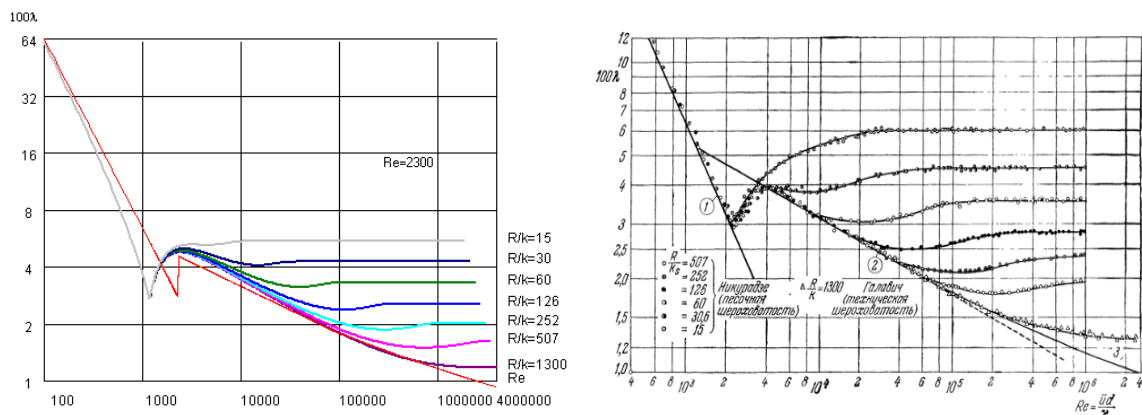 100λ
64
32
16
8
4
2
1
Re=2300
R/k=15
R/k=30
R/k=60
R/k=126
R/k=252
R/k=507
R/k=1300
Re
100 1000 10000 100000 1000000 4000000
12
10
100λ
8
7
6
5
4
3
2,5
2,0
1,5
1,2
1,0
1
2
3
R/ks = 507
= 252
= 126
= 60
= 30,6
= 15
Никурадзе
(песочная
шероховатость)
R/k = 1300
Галавич
(техническая
шероховатость)
4 6 8 10³ 2 4 6 8 10⁴ 2 4 6 8 10⁵ 2 4 6 8 10⁶ 2 4